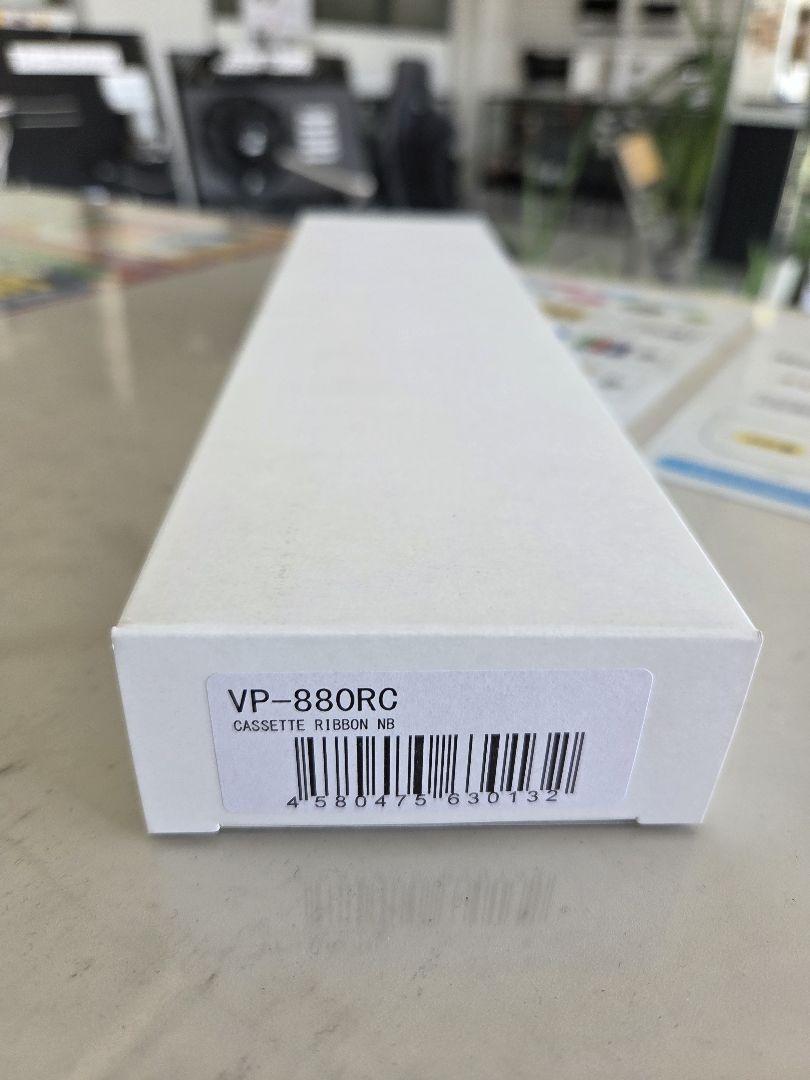 VP-880RC
CASSETTE RIBBON NB
4 580475 630132